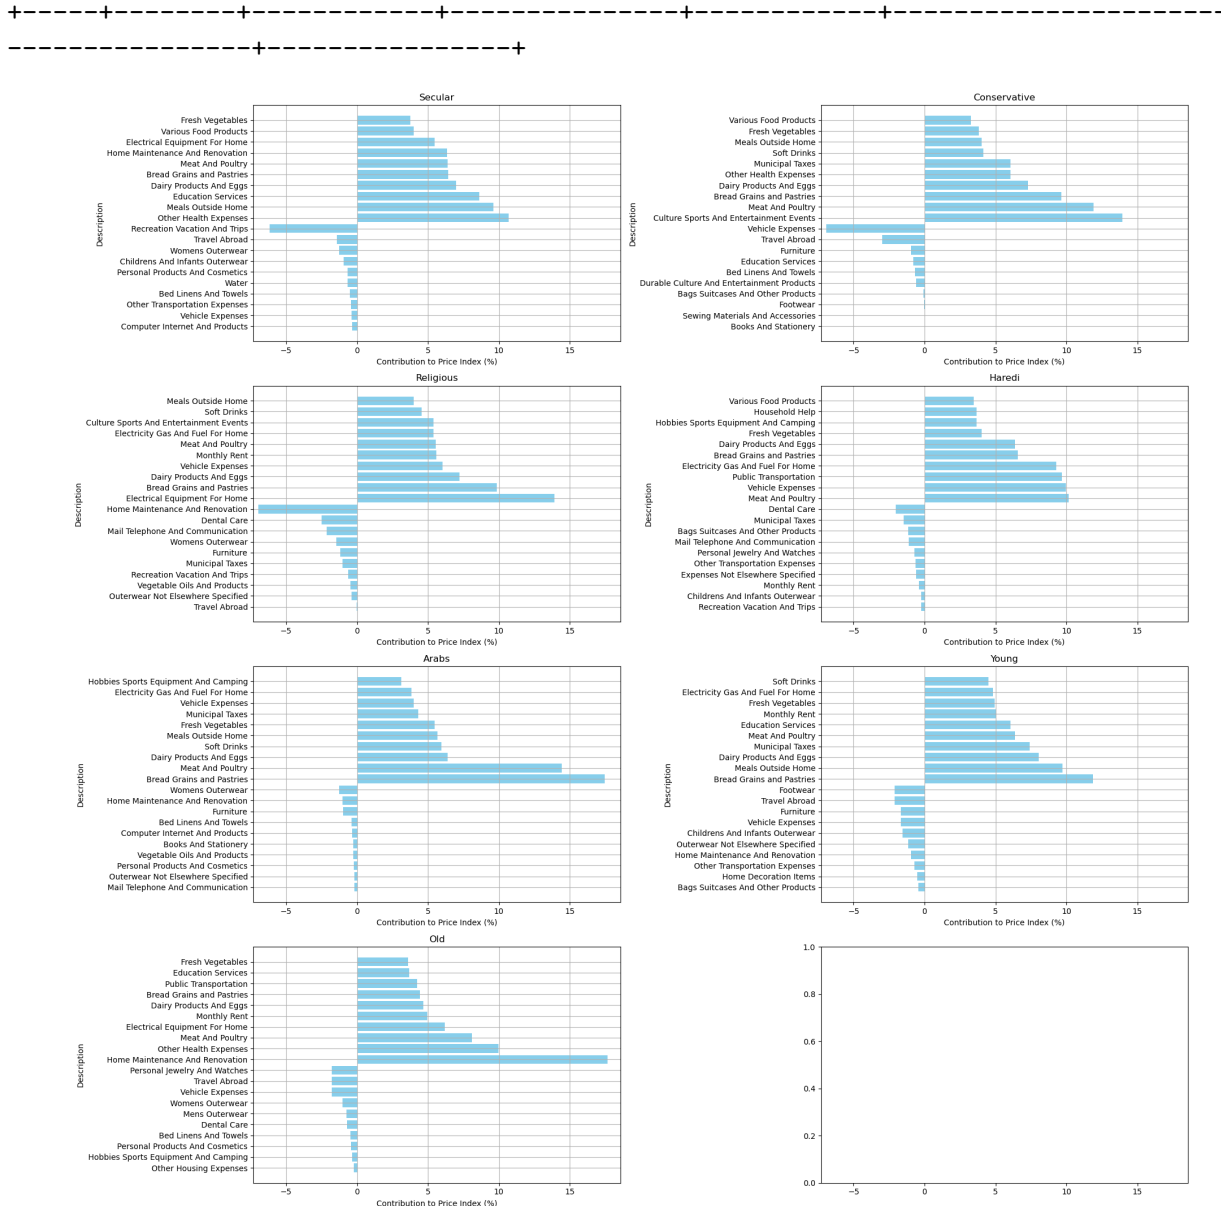 +-----+--------+------------+---------------+------------+---------------------
---------------+----------------+
Secular
Fresh Vegetables
Various Food Products
Electrical Equipment For Home
Home Maintenance And Renovation
Meat And Poultry
Bread Grains and Pastries
Dairy Products And Eggs
Education Services
Meals Outside Home
Other Health Expenses
Recreation Vacation And Trips
Travel Abroad
Womens Outerwear
Childrens And Infants Outerwear
Personal Products And Cosmetics
Water
Bed Linens And Towels
Other Transportation Expenses
Vehicle Expenses
Computer Internet And Products
Description
−5 0 5 10 15
Contribution to Price Index (%)
Conservative
Various Food Products
Fresh Vegetables
Meals Outside Home
Soft Drinks
Municipal Taxes
Other Health Expenses
Dairy Products And Eggs
Bread Grains and Pastries
Meat And Poultry
Culture Sports And Entertainment Events
Vehicle Expenses
Travel Abroad
Furniture
Education Services
Bed Linens And Towels
Durable Culture And Entertainment Products
Bags Suitcases And Other Products
Footwear
Sewing Materials And Accessories
Books And Stationery
Description
−5 0 5 10 15
Contribution to Price Index (%)
Religious
Meals Outside Home
Soft Drinks
Culture Sports And Entertainment Events
Electricity Gas And Fuel For Home
Meat And Poultry
Monthly Rent
Vehicle Expenses
Dairy Products And Eggs
Bread Grains and Pastries
Electrical Equipment For Home
Home Maintenance And Renovation
Dental Care
Mail Telephone And Communication
Womens Outerwear
Furniture
Municipal Taxes
Recreation Vacation And Trips
Vegetable Oils And Products
Outerwear Not Elsewhere Specified
Travel Abroad
Description
−5 0 5 10 15
Contribution to Price Index (%)
Haredi
Various Food Products
Household Help
Hobbies Sports Equipment And Camping
Fresh Vegetables
Dairy Products And Eggs
Bread Grains and Pastries
Electricity Gas And Fuel For Home
Public Transportation
Vehicle Expenses
Meat And Poultry
Dental Care
Municipal Taxes
Bags Suitcases And Other Products
Mail Telephone And Communication
Personal Jewelry And Watches
Other Transportation Expenses
Expenses Not Elsewhere Specified
Monthly Rent
Childrens And Infants Outerwear
Recreation Vacation And Trips
Description
−5 0 5 10 15
Contribution to Price Index (%)
Arabs
Hobbies Sports Equipment And Camping
Electricity Gas And Fuel For Home
Vehicle Expenses
Municipal Taxes
Fresh Vegetables
Meals Outside Home
Soft Drinks
Dairy Products And Eggs
Meat And Poultry
Bread Grains and Pastries
Womens Outerwear
Home Maintenance And Renovation
Furniture
Bed Linens And Towels
Computer Internet And Products
Books And Stationery
Vegetable Oils And Products
Personal Products And Cosmetics
Outerwear Not Elsewhere Specified
Mail Telephone And Communication
Description
−5 0 5 10 15
Contribution to Price Index (%)
Young
Soft Drinks
Electricity Gas And Fuel For Home
Fresh Vegetables
Monthly Rent
Education Services
Meat And Poultry
Municipal Taxes
Dairy Products And Eggs
Meals Outside Home
Bread Grains and Pastries
Footwear
Travel Abroad
Furniture
Vehicle Expenses
Childrens And Infants Outerwear
Outerwear Not Elsewhere Specified
Home Maintenance And Renovation
Other Transportation Expenses
Home Decoration Items
Bags Suitcases And Other Products
Description
−5 0 5 10 15
Contribution to Price Index (%)
Old
Fresh Vegetables
Education Services
Public Transportation
Bread Grains and Pastries
Dairy Products And Eggs
Monthly Rent
Electrical Equipment For Home
Meat And Poultry
Other Health Expenses
Home Maintenance And Renovation
Personal Jewelry And Watches
Travel Abroad
Vehicle Expenses
Womens Outerwear
Mens Outerwear
Dental Care
Bed Linens And Towels
Personal Products And Cosmetics
Hobbies Sports Equipment And Camping
Other Housing Expenses
Description
−5 0 5 10 15
Contribution to Price Index (%)
1.0
0.8
0.6
0.4
0.2
0.0
−5 0 5 10 15